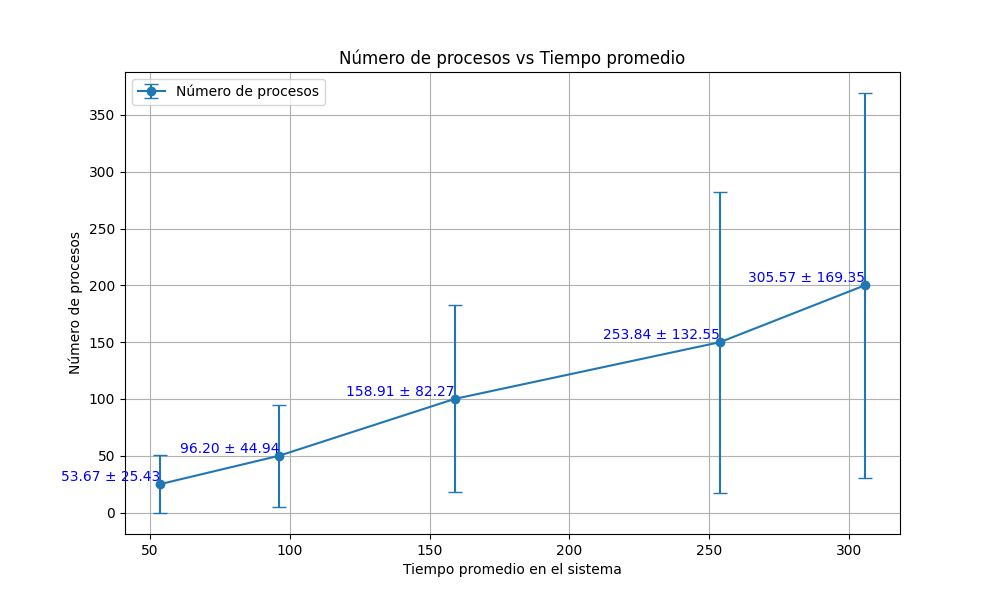 Número de procesos vs Tiempo promedio
Número de procesos
350
300
250
200
150
100
50
0
Número de procesos
305.57 ± 169.35
253.84 ± 132.55
158.91 ± 82.27
96.20 ± 44.94
53.67 ± 25.43
50 100 150 200 250 300
Tiempo promedio en el sistema